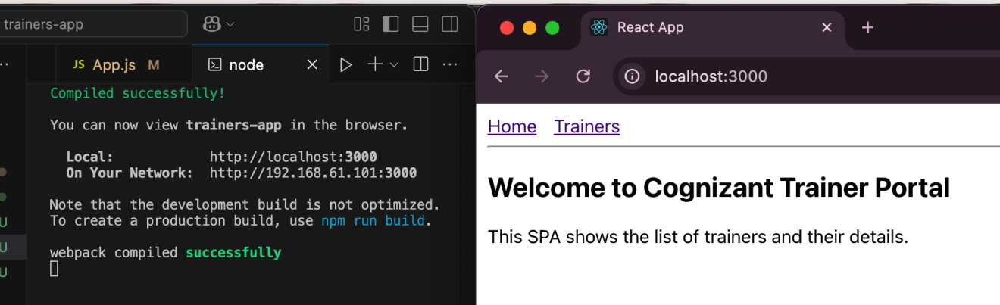 trainers-app
JS App.js M
node
Compiled successfully!
You can now view trainers-app in the browser.
Local: http://localhost:3000
On Your Network: http://192.168.61.101:3000
Note that the development build is not optimized.
To create a production build, use npm run build.
webpack compiled successfully
U
U
U
React App
localhost:3000
Home Trainers
Welcome to Cognizant Trainer Portal
This SPA shows the list of trainers and their details.